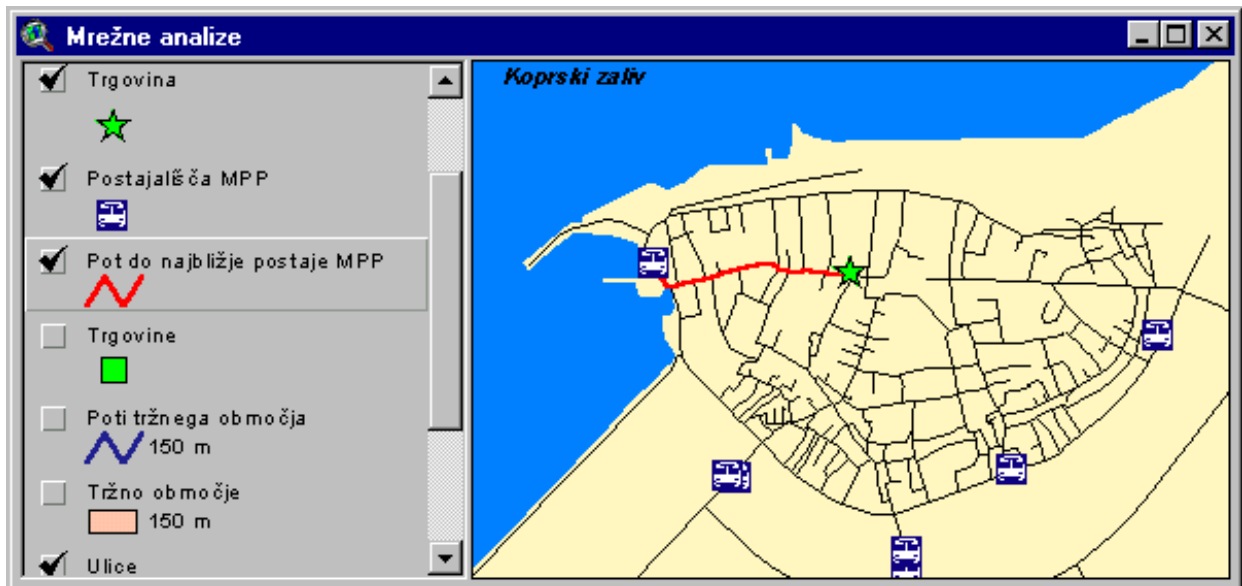 Mrežne analize
Trgovina
Postajališča MPP
Pot do najbližje postaje MPP
Trgovine
Poti tržnega območja
150 m
Tržno območje
150 m
Ulice
Koprski zaliv